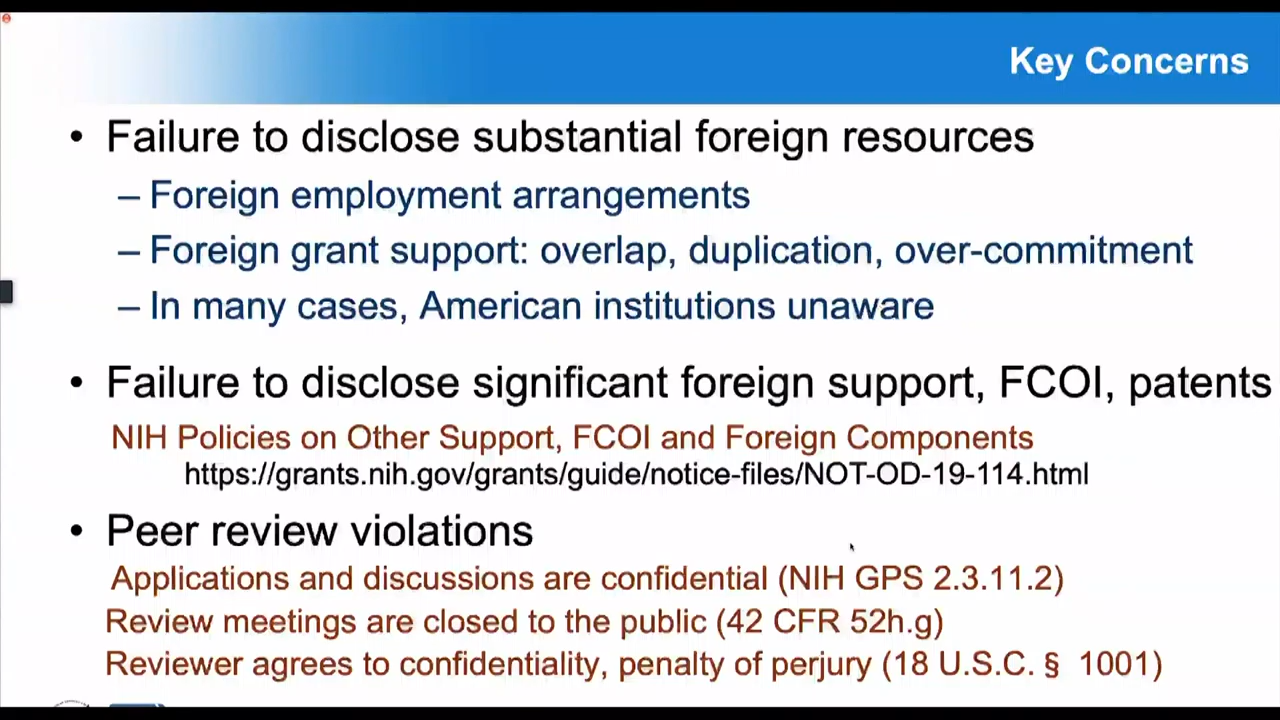 Key Concerns
• Failure to disclose substantial foreign resources
– Foreign employment arrangements
– Foreign grant support: overlap, duplication, over-commitment
– In many cases, American institutions unaware
• Failure to disclose significant foreign support, FCOI, patents
NIH Policies on Other Support, FCOI and Foreign Components
https://grants.nih.gov/grants/guide/notice-files/NOT-OD-19-114.html
• Peer review violations
Applications and discussions are confidential (NIH GPS 2.3.11.2)
Review meetings are closed to the public (42 CFR 52h.g)
Reviewer agrees to confidentiality, penalty of perjury (18 U.S.C. § 1001)